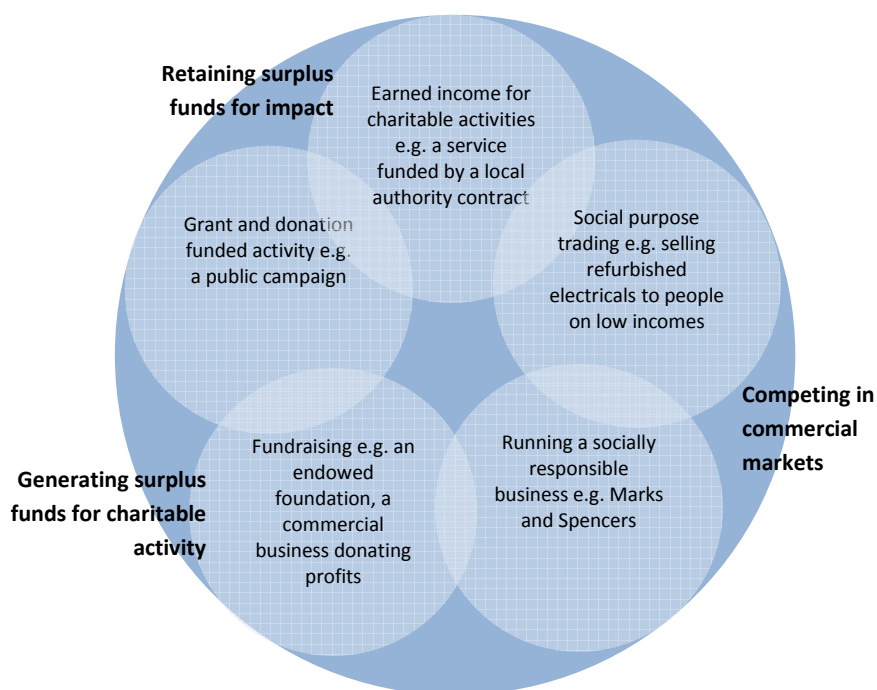 Retaining surplus
funds for impact
Earned income for
charitable activities
e.g. a service
funded by a local
authority contract
Grant and donation
funded activity e.g.
a public campaign
Social purpose
trading e.g. selling
refurbished
electricals to people
on low incomes
Competing in
commercial
markets
Running a socially
responsible
business e.g. Marks
and Spencers
Fundraising e.g. an
endowed
foundation, a
commercial
business donating
profits
Generating surplus
funds for charitable
activity